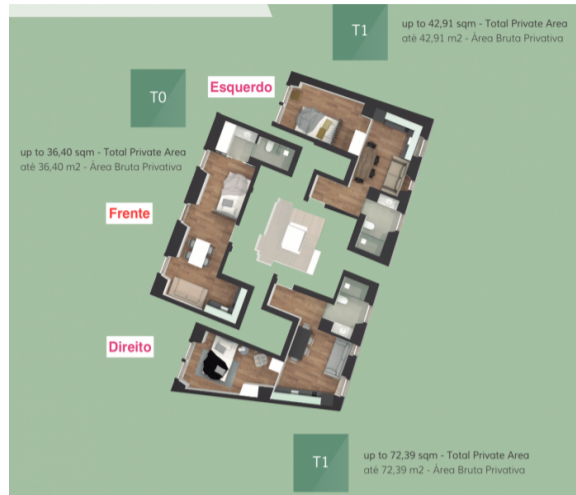 T1
up to 42,91 sqm - Total Private Area
até 42,91 m2 - Área Bruta Privativa
Esquerdo
T0
up to 36,40 sqm - Total Private Area
até 36,40 m2 - Área Bruta Privativa
Frente
Direito
T1
up to 72,39 sqm - Total Private Area
até 72,39 m2 - Área Bruta Privativa